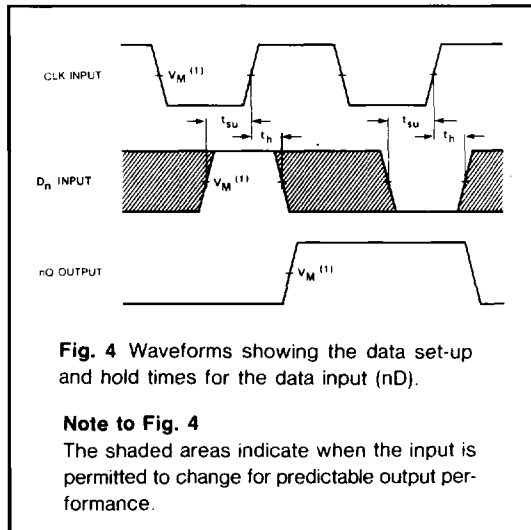 CLK INPUT
V_M (1)
t_su
t_h
t_su
t_h
D_n INPUT
V_M (1)
nQ OUTPUT
V_M (1)
Fig. 4 Waveforms showing the data set-up
and hold times for the data input (nD).
Note to Fig. 4
The shaded areas indicate when the input is
permitted to change for predictable output per-
formance.